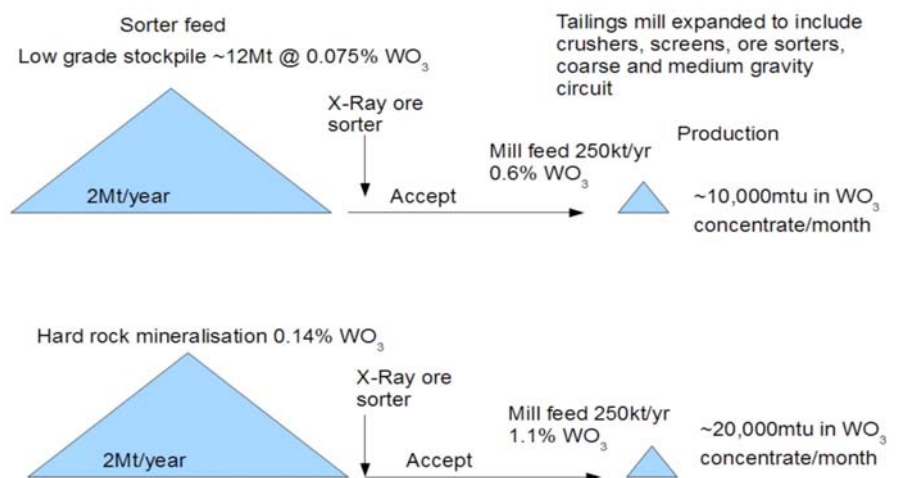 Sorter feed
Low grade stockpile ~12Mt @ 0.075% WO₃
Tailings mill expanded to include
crushers, screens, ore sorters,
coarse and medium gravity
circuit
X-Ray ore
sorter
2Mt/year
Accept
Mill feed 250kt/yr
0.6% WO₃
Production
~10,000mtu in WO₃
concentrate/month
Hard rock mineralisation 0.14% WO₃
X-Ray ore
sorter
2Mt/year
Accept
Mill feed 250kt/yr
1.1% WO₃
~20,000mtu in WO₃
concentrate/month